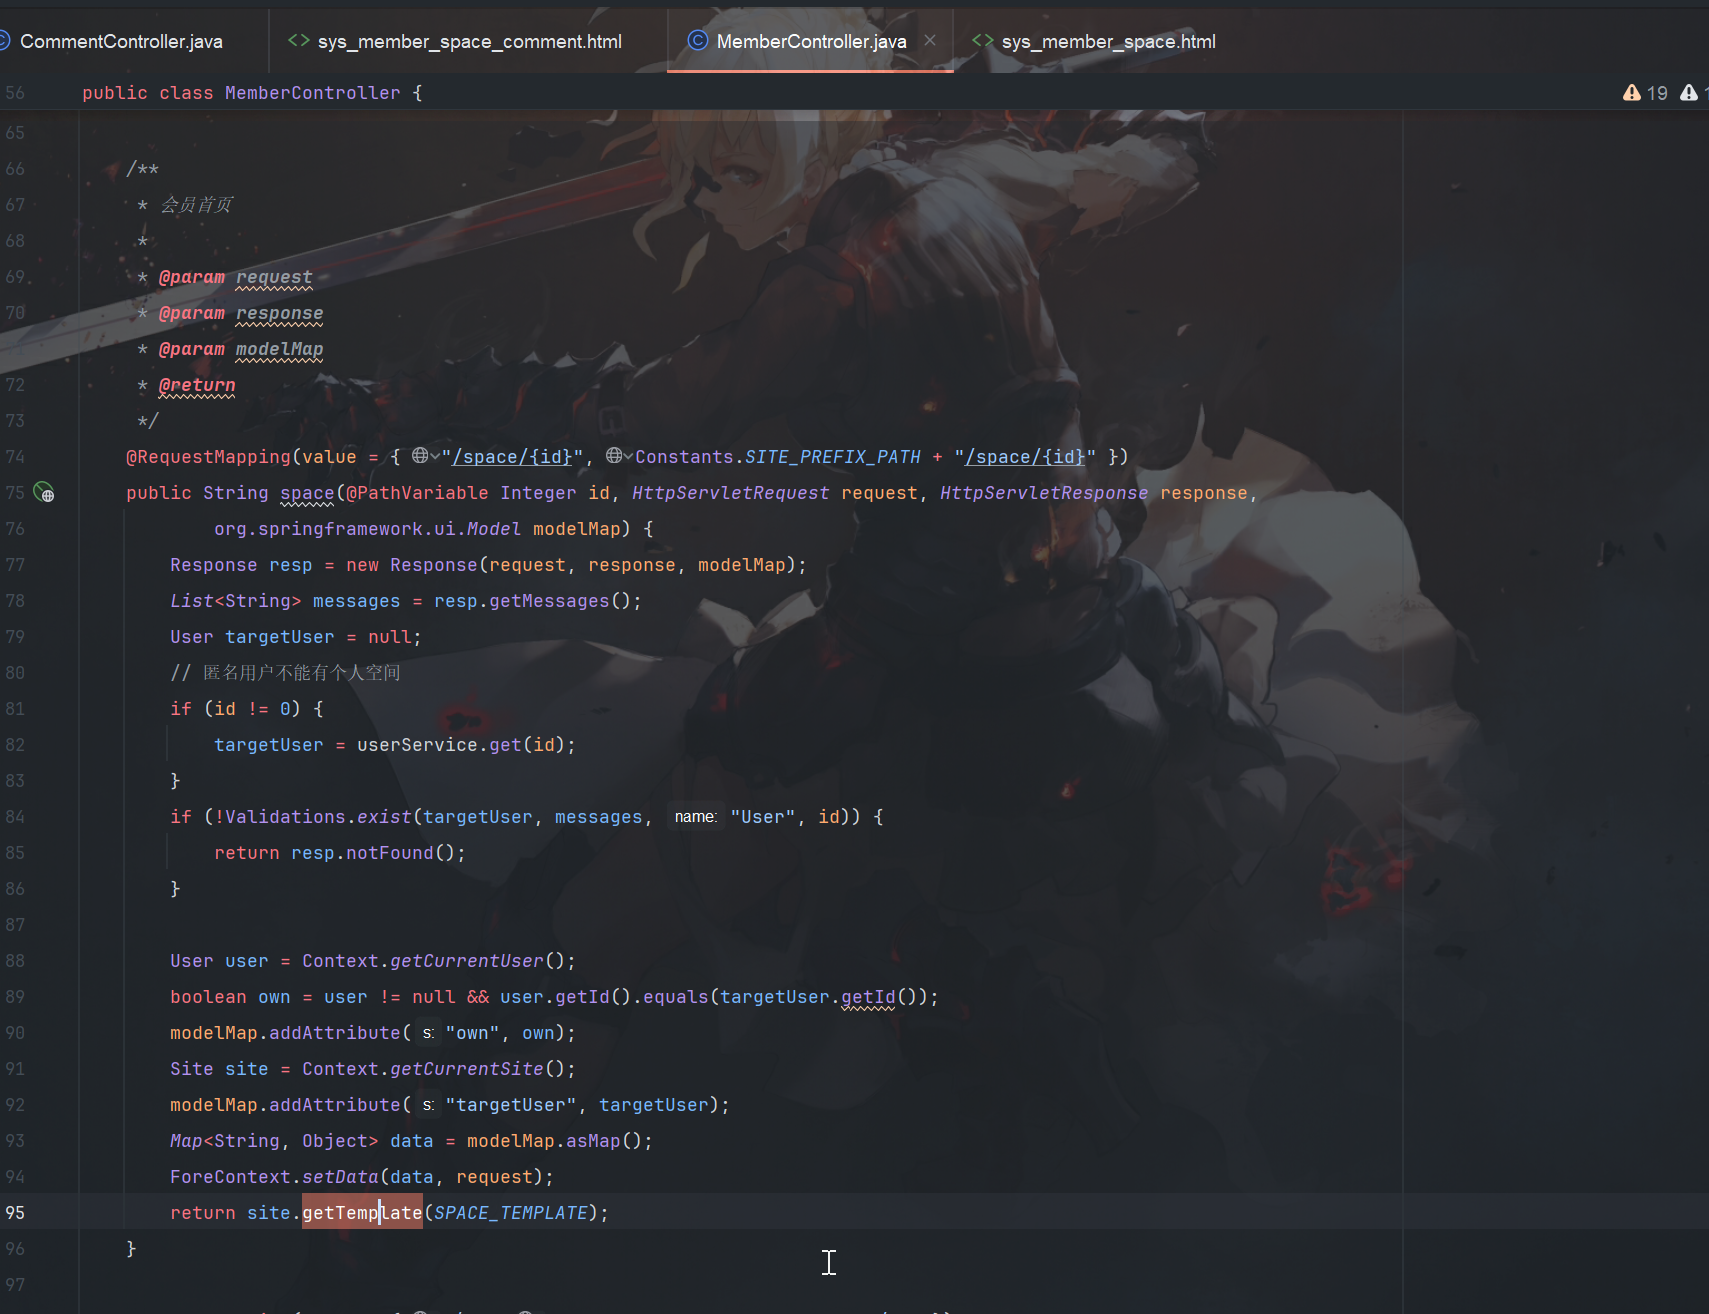 CommentController.java
sys_member_space_comment.html
MemberController.java
sys_member_space.html
56 public class MemberController {
19
65
66 /**
67 * 会员首页
68 *
69 * @param request
70 * @param response
* @param modelMap
72 * @return
73 */
74 @RequestMapping(value = { "/space/{id}", Constants.SITE_PREFIX_PATH + "/space/{id}" })
75 public String space(@PathVariable Integer id, HttpServletRequest request, HttpServletResponse response,
76 org.springframework.ui.Model modelMap) {
77 Response resp = new Response(request, response, modelMap);
78 List<String> messages = resp.getMessages();
79 User targetUser = null;
80 // 匿名用户不能有个人空间
81 if (id != 0) {
82 targetUser = userService.get(id);
83 }
84 if (!Validations.exist(targetUser, messages, name: "User", id)) {
85 return resp.notFound();
86 }
87
88 User user = Context.getCurrentUser();
89 boolean own = user != null && user.getId().equals(targetUser.getId());
90 modelMap.addAttribute( s: "own", own);
91 Site site = Context.getCurrentSite();
92 modelMap.addAttribute( s: "targetUser", targetUser);
93 Map<String, Object> data = modelMap.asMap();
94 ForeContext.setData(data, request);
95 return site.getTemplate(SPACE_TEMPLATE);
96 }
97